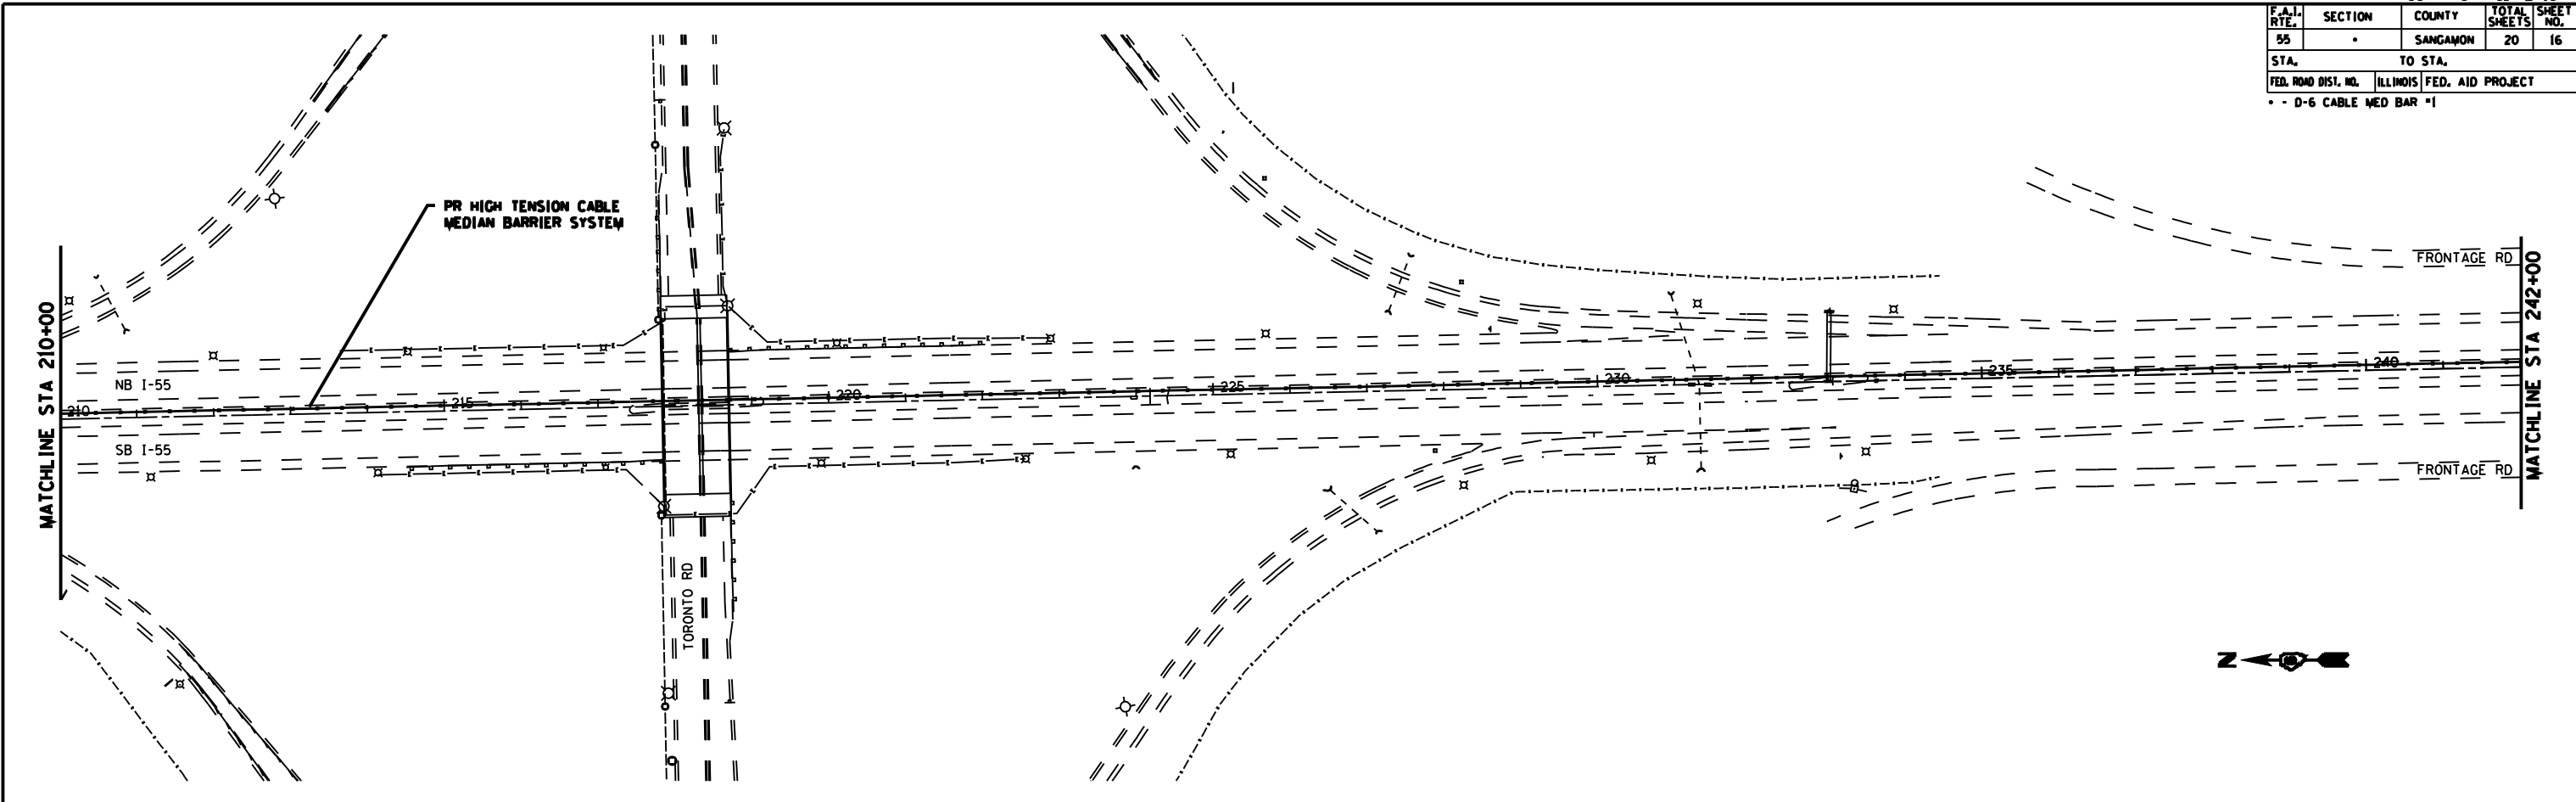 F.A.I. RTE. SECTION COUNTY TOTAL SHEETS SHEET NO.
55 • SANGAMON 20 16
STA. TO STA.
FED. ROAD DIST. NO. ILLINOIS FED. AID PROJECT
• - D-6 CABLE MED BAR #1
PR HIGH TENSION CABLE
MEDIAN BARRIER SYSTEM
MATCHLINE STA 210+00
NB I-55
SB I-55
210 215 220 225 230 235 240
TORONTO RD
FRONTAGE RD
FRONTAGE RD
MATCHLINE STA 242+00
N